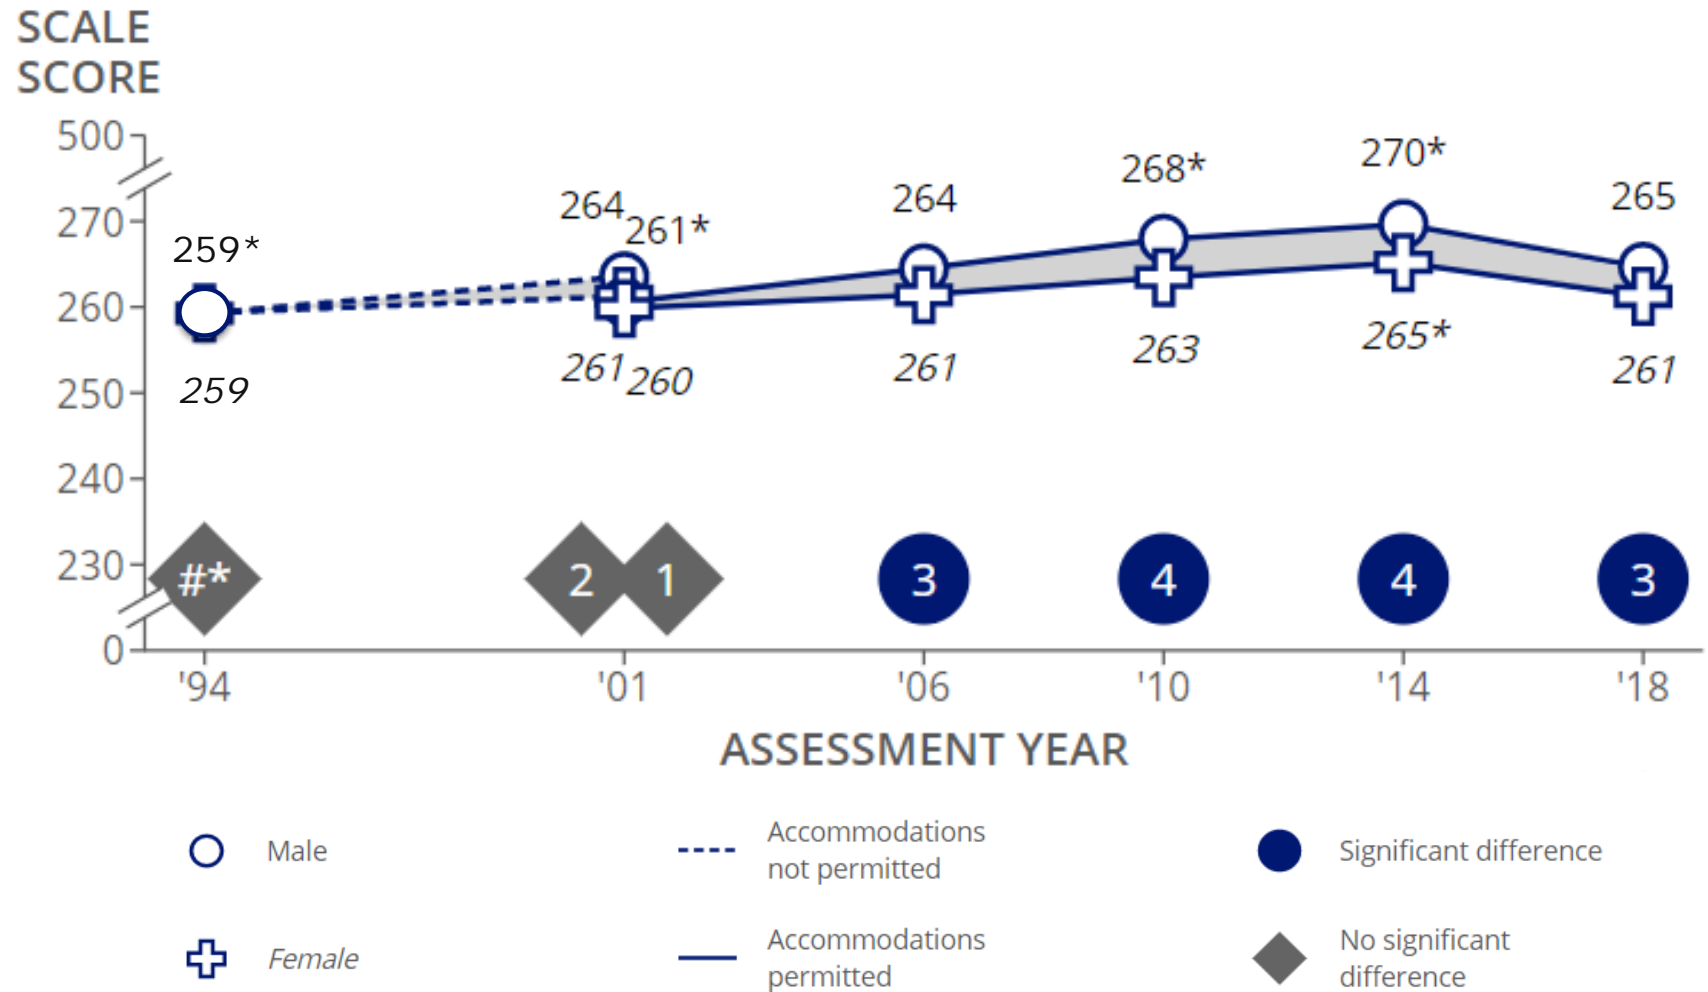 SCALE
SCORE
500
270
260
250
240
230
0
259*
264
261*
264
268*
270*
265
259
261
260
261
263
265*
261
#*
2
1
3
4
4
3
'94
'01
'06
'10
'14
'18
ASSESSMENT YEAR
Male
Female
Accommodations
not permitted
Accommodations
permitted
Significant difference
No significant
difference